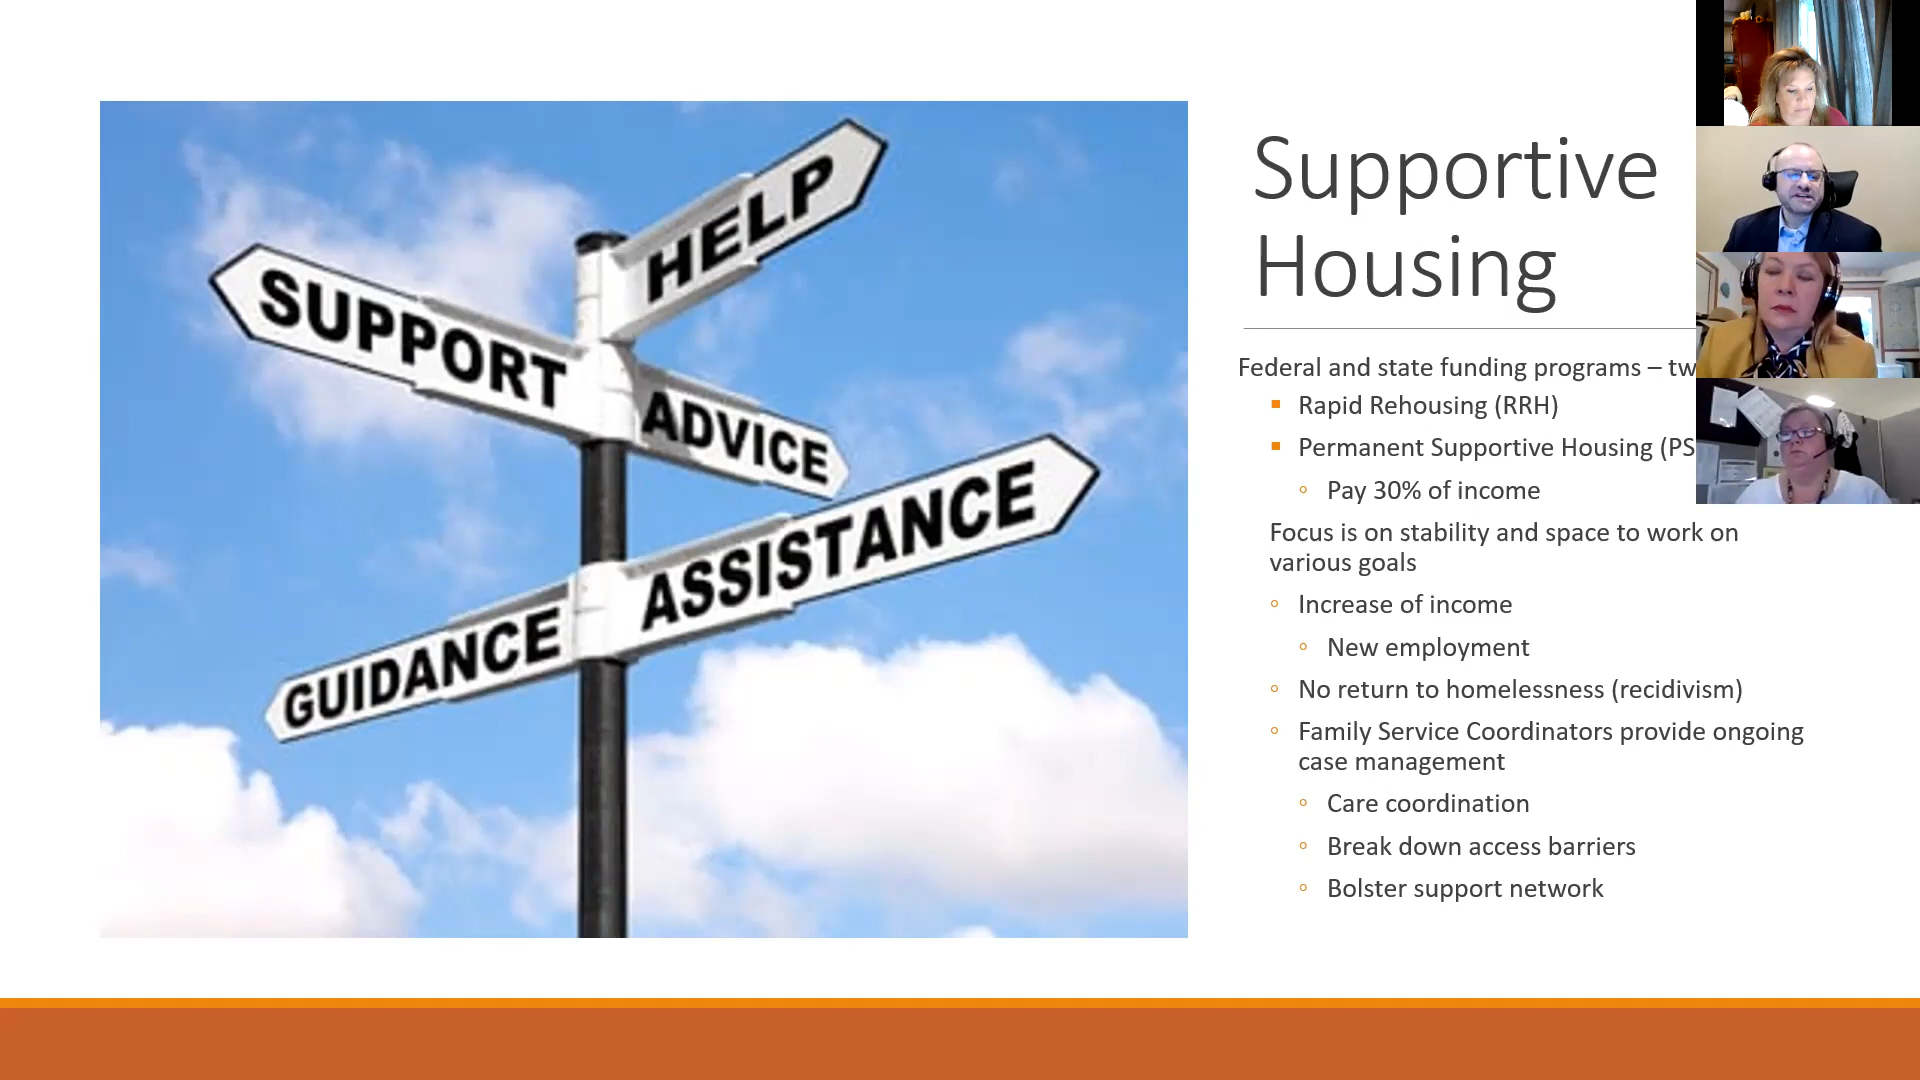 HELP
SUPPORT
ADVICE
ASSISTANCE
GUIDANCE
Supportive
Housing
Federal and state funding programs –
▪ Rapid Rehousing (RRH)
▪ Permanent Supportive Housing (PS
◦ Pay 30% of income
Focus is on stability and space to work on
various goals
◦ Increase of income
◦ New employment
◦ No return to homelessness (recidivism)
◦ Family Service Coordinators provide ongoing
case management
◦ Care coordination
◦ Break down access barriers
◦ Bolster support network